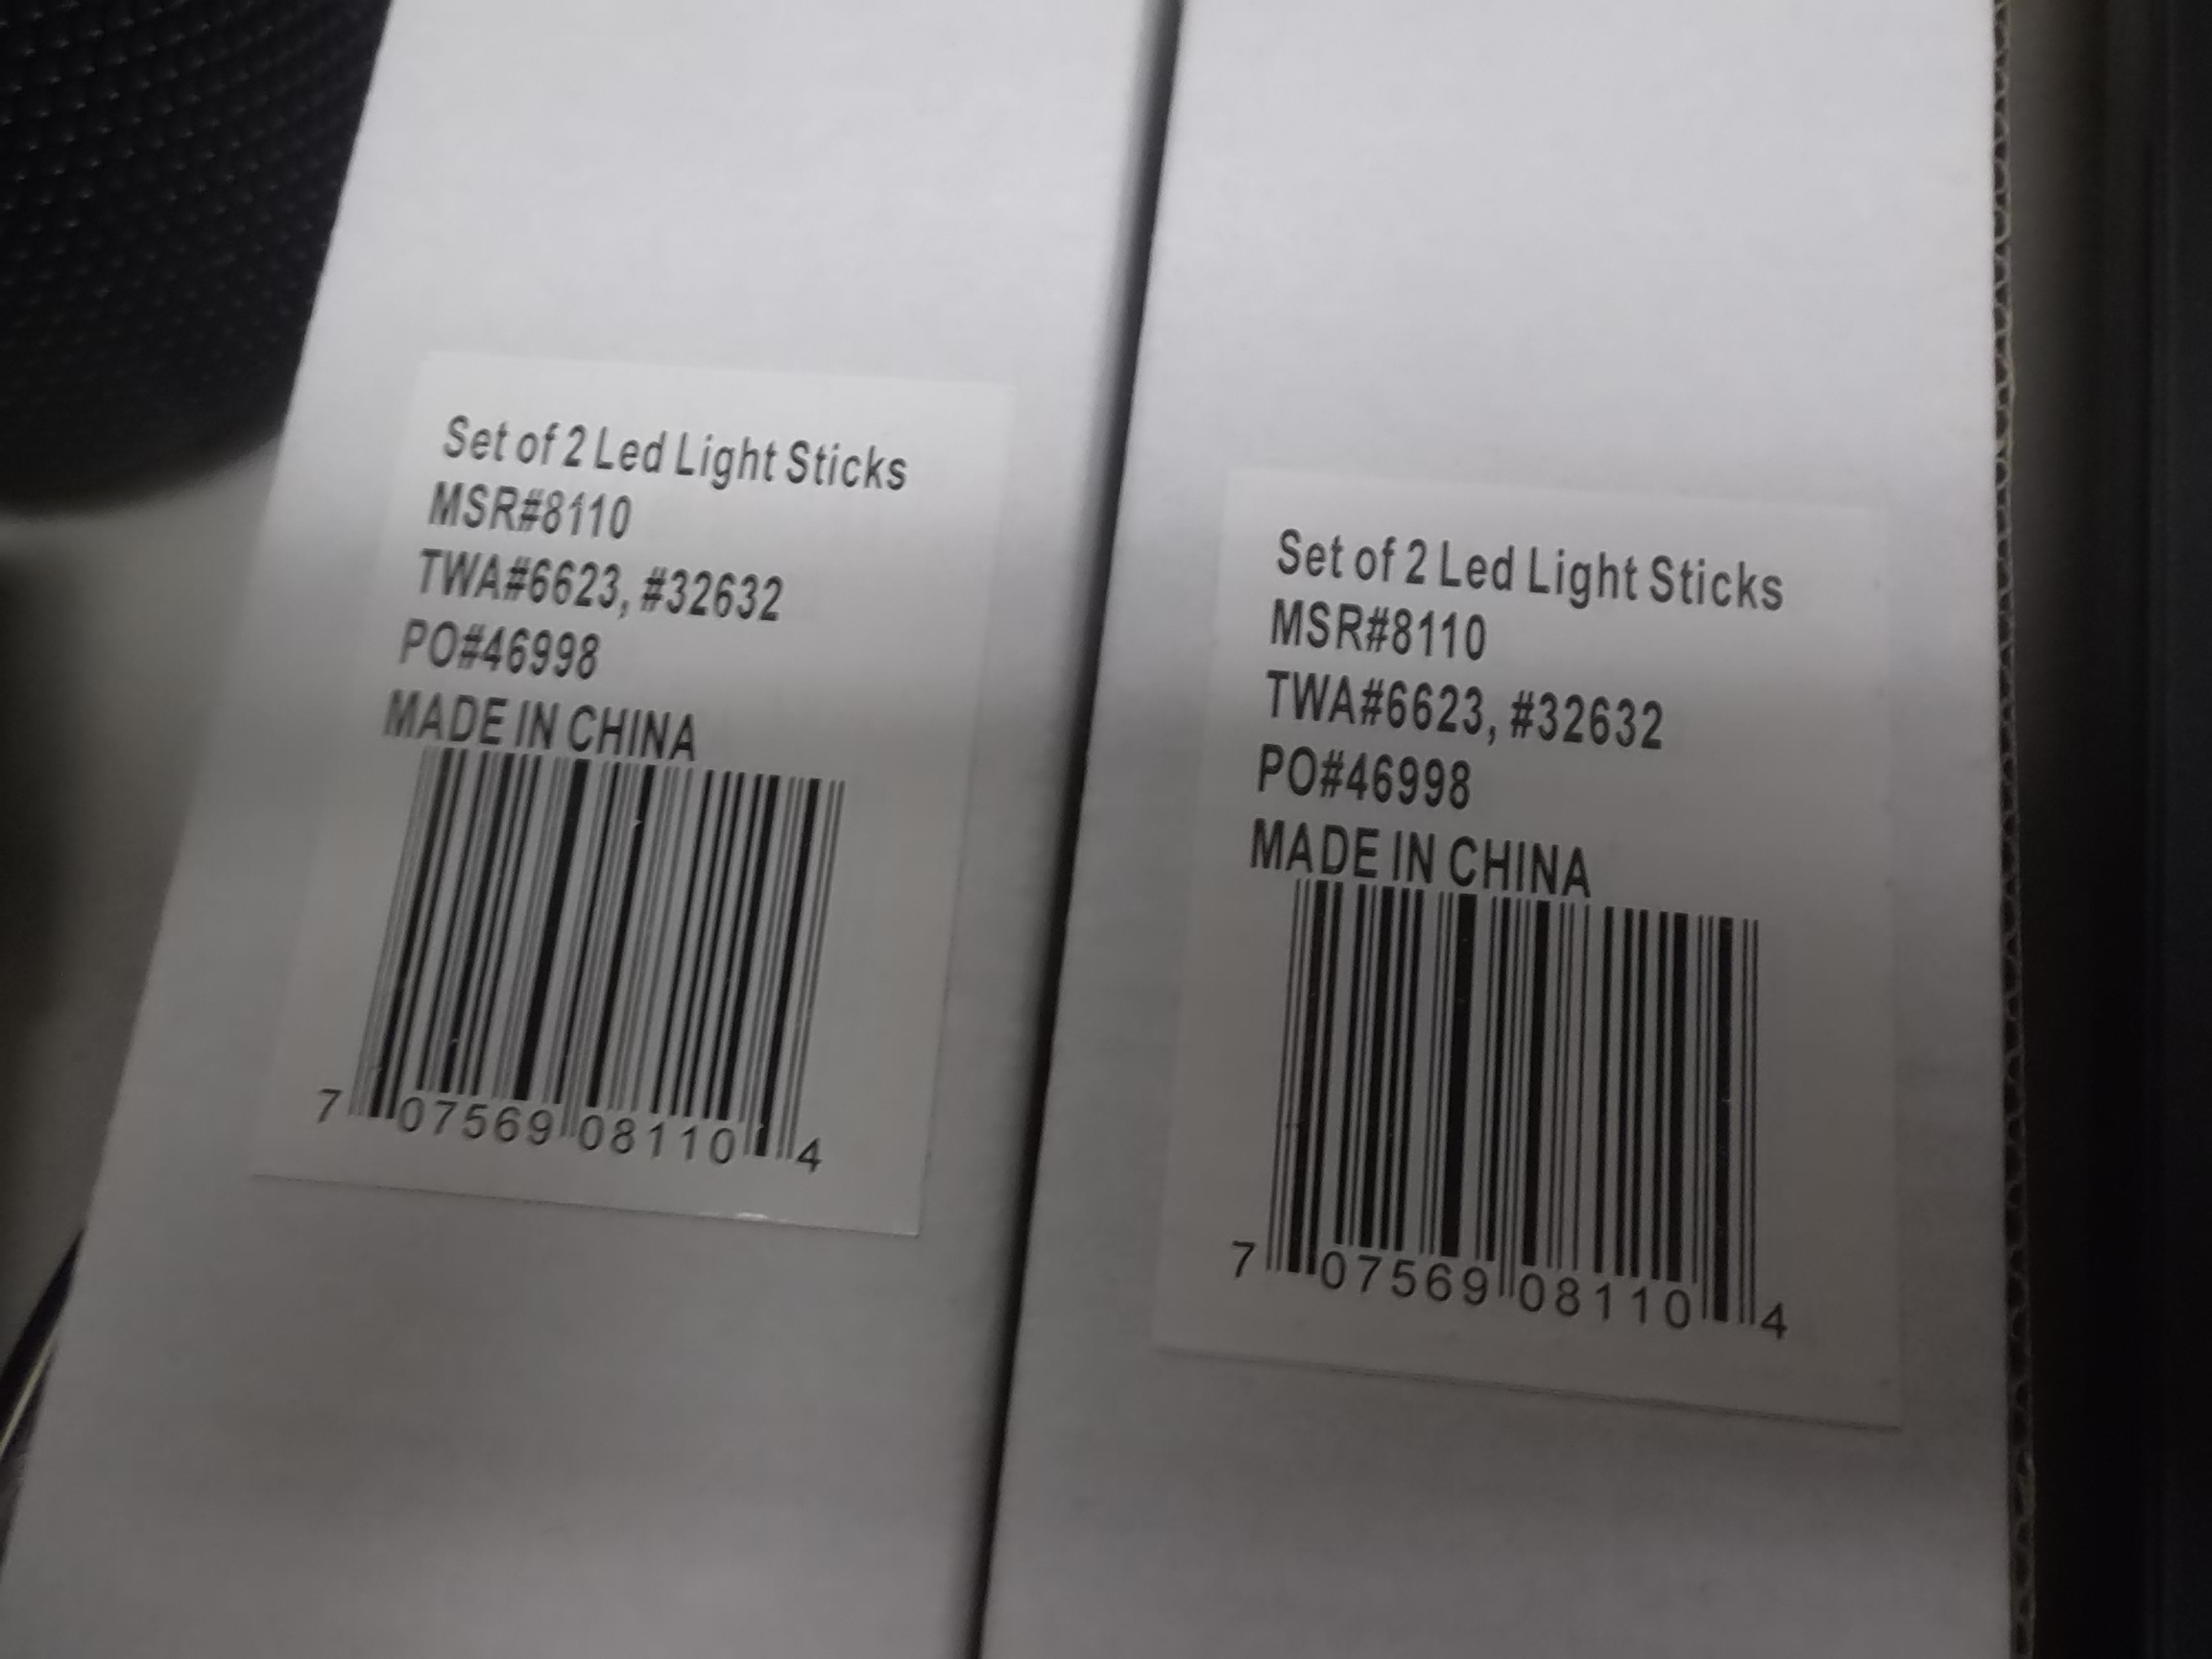 Set of 2 Led Light Sticks
MSR#8110
TWA#6623, #32632
PO#46998
MADE IN CHINA
7 07569 08110 4
Set of 2 Led Light Sticks
MSR#8110
TWA#6623, #32632
PO#46998
MADE IN CHINA
7 07569 08110 4